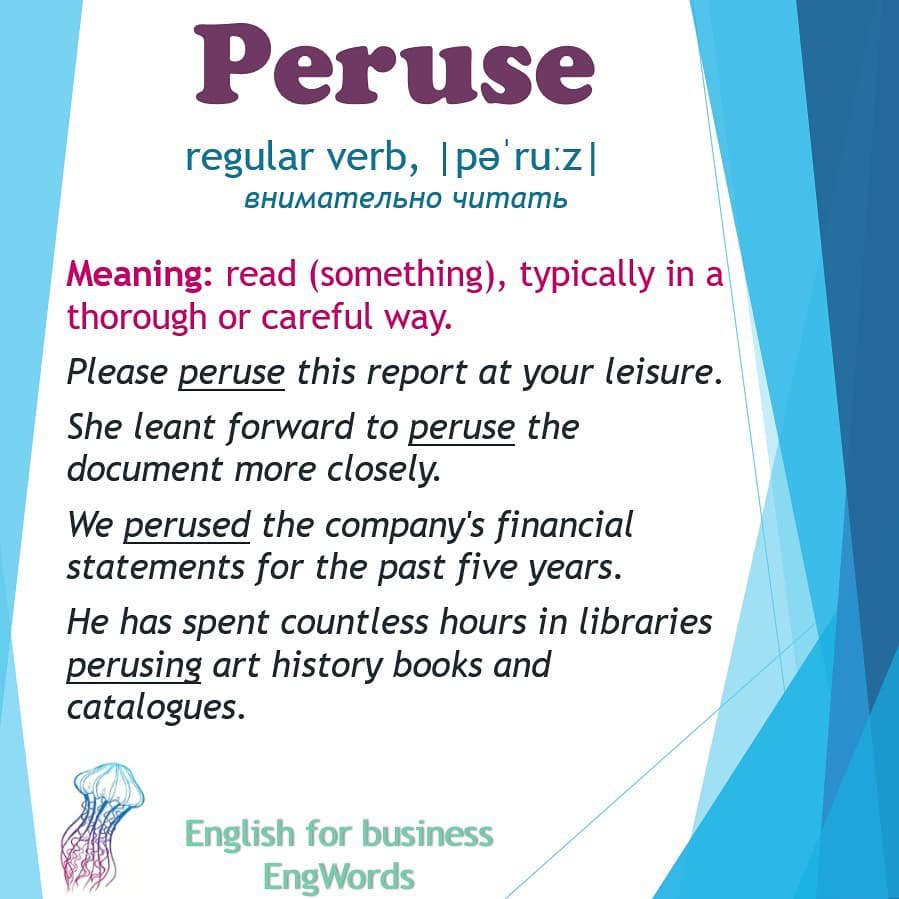 Peruse
regular verb, |pəˈruːz|
внимательно читать
Meaning: read (something), typically in a
thorough or careful way.
Please peruse this report at your leisure.
She leant forward to peruse the
document more closely.
We perused the company's financial
statements for the past five years.
He has spent countless hours in libraries
perusing art history books and
catalogues.
English for business
EngWords